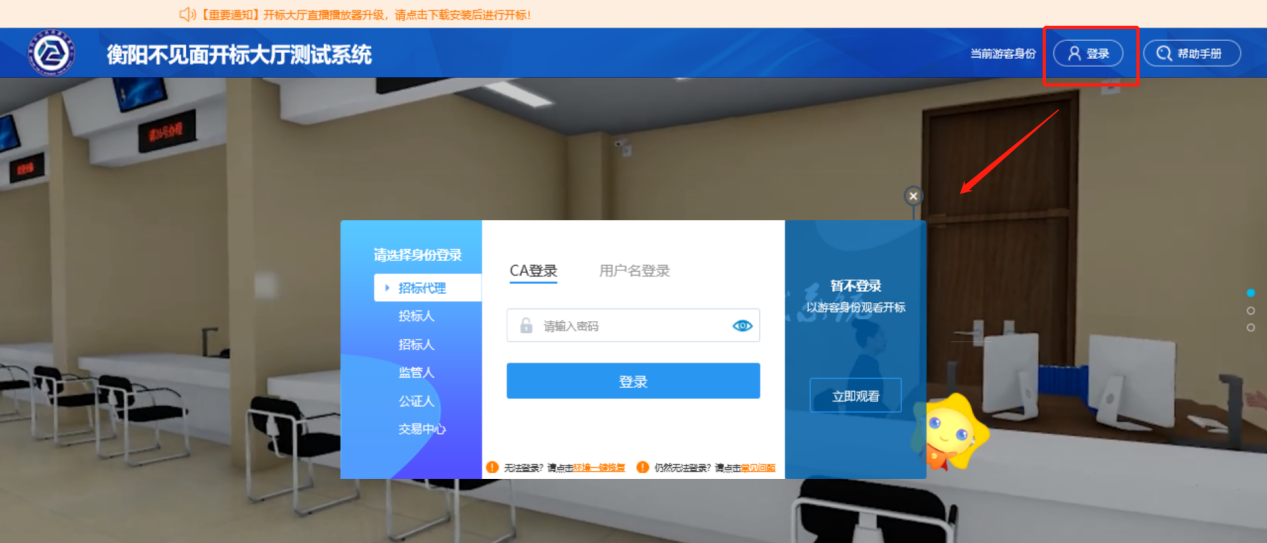 【重要通知】开标大厅直播播放器升级，请点击下载安装后进行开标！
衡阳不见面开标大厅测试系统
当前游客身份
登录
帮助手册
请选择身份登录
招标代理
投标人
招标人
监管人
公证人
交易中心
CA登录
用户名登录
请输入密码
登录
无法登录？请点击环境一键修复
仍然无法登录？请点击常见问题
暂不登录
以游客身份观看开标
立即观看